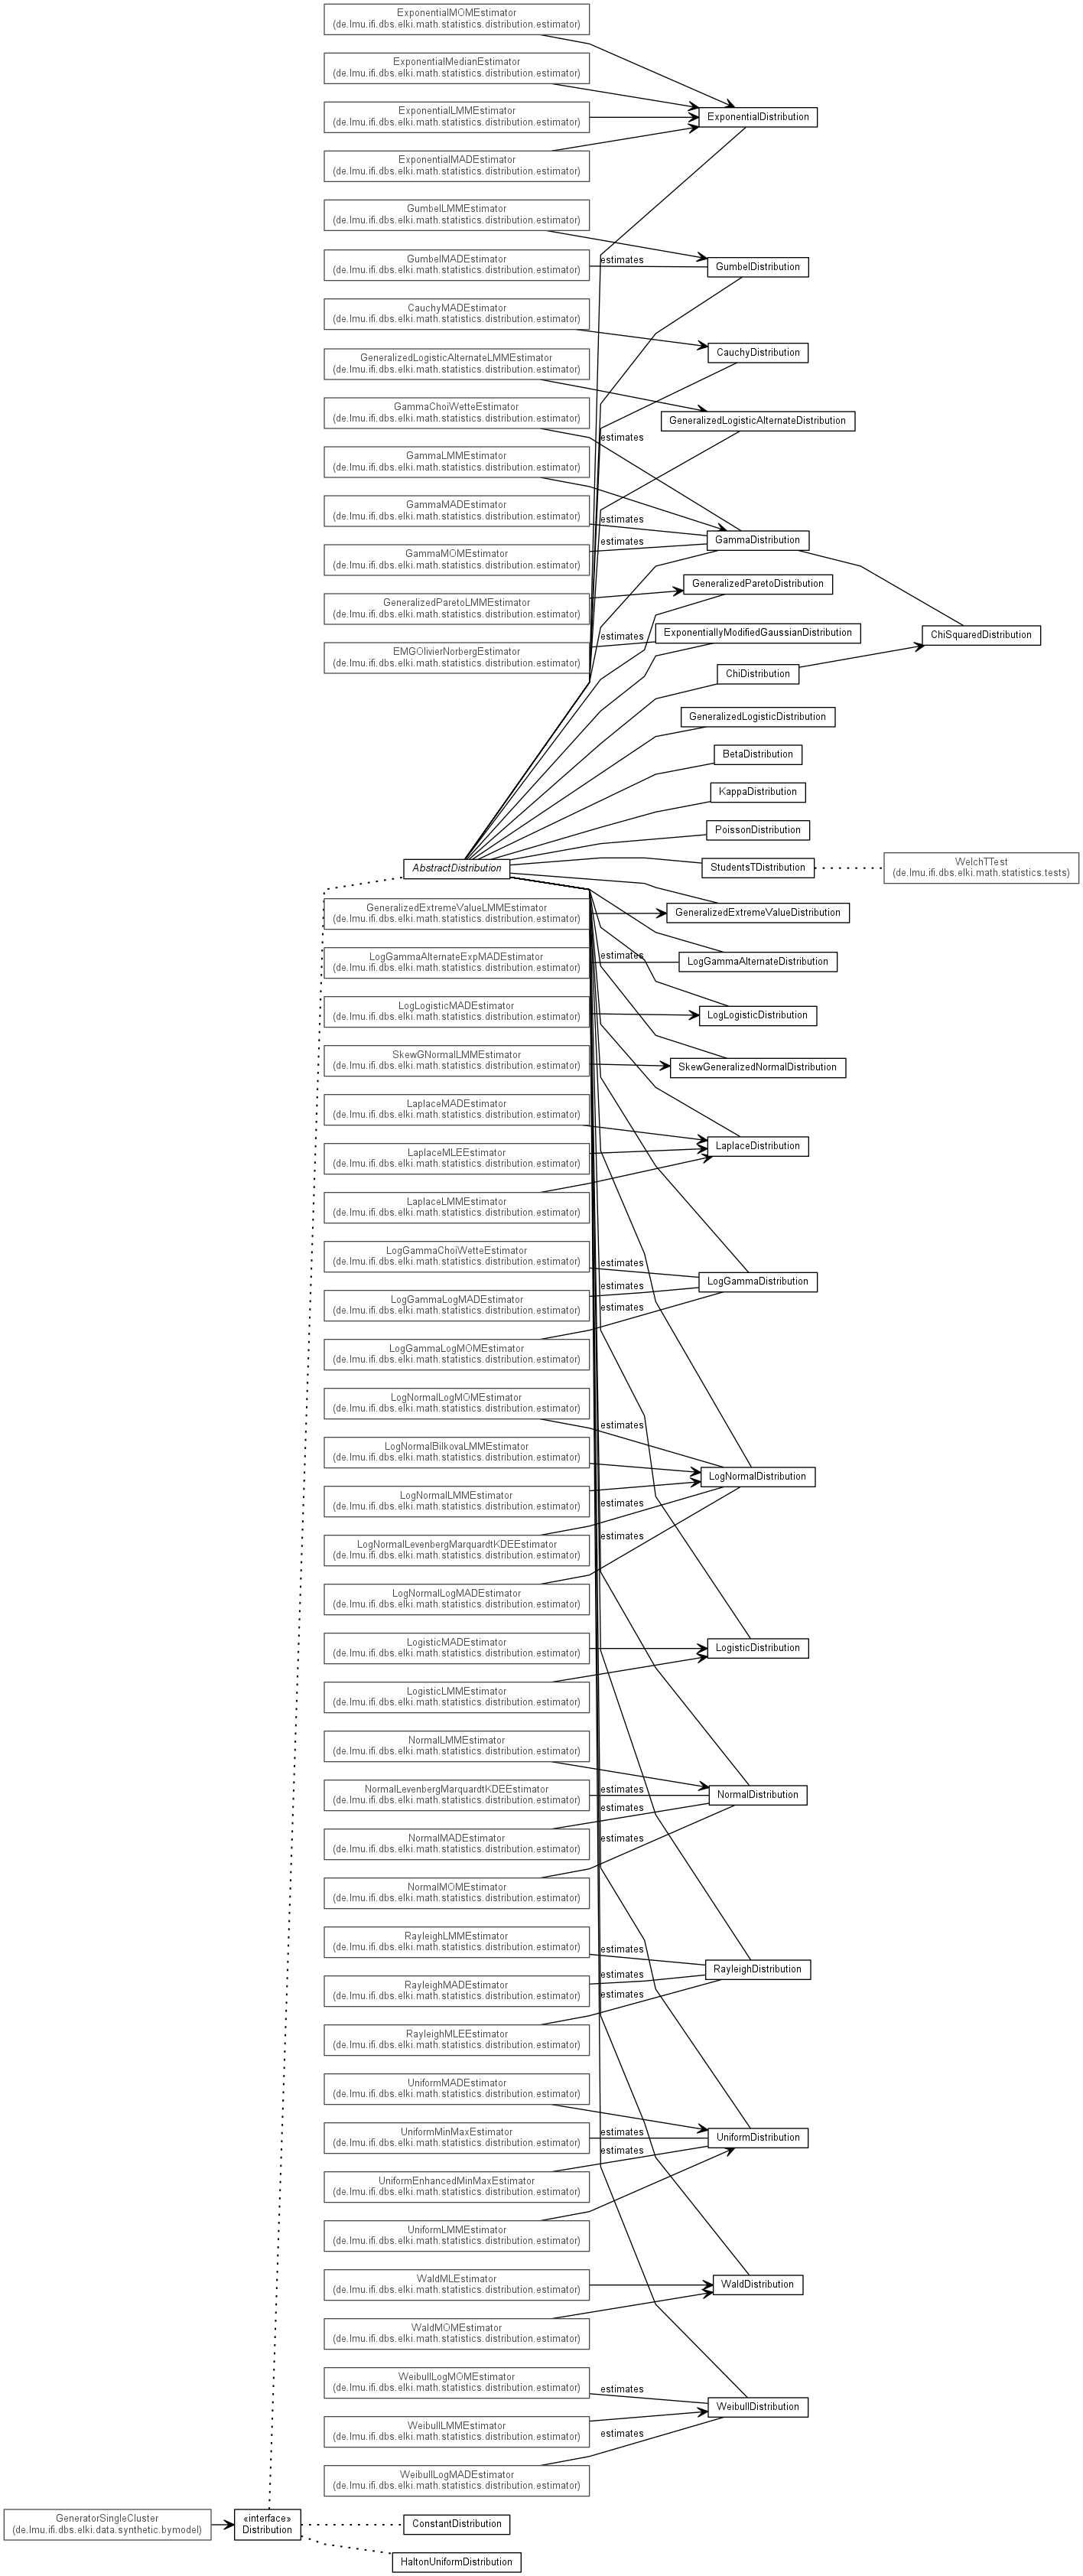 ExponentialMOMEstimator
(de.lmu.ifi.dbs.elki.math.statistics.distribution.estimator)
ExponentialMedianEstimator
(de.lmu.ifi.dbs.elki.math.statistics.distribution.estimator)
ExponentialLMMEstimator
(de.lmu.ifi.dbs.elki.math.statistics.distribution.estimator)
ExponentialDistribution
ExponentialMADEstimator
(de.lmu.ifi.dbs.elki.math.statistics.distribution.estimator)
GumbelLMMEstimator
(de.lmu.ifi.dbs.elki.math.statistics.distribution.estimator)
GumbelMADEstimator
(de.lmu.ifi.dbs.elki.math.statistics.distribution.estimator)
estimates
GumbelDistribution
CauchyMADEstimator
(de.lmu.ifi.dbs.elki.math.statistics.distribution.estimator)
CauchyDistribution
GeneralizedLogisticAlternateLMMEstimator
(de.lmu.ifi.dbs.elki.math.statistics.distribution.estimator)
GammaChoiWetteEstimator
(de.lmu.ifi.dbs.elki.math.statistics.distribution.estimator)
GeneralizedLogisticAlternateDistribution
estimates
GammaLMMEstimator
(de.lmu.ifi.dbs.elki.math.statistics.distribution.estimator)
GammaMADEstimator
(de.lmu.ifi.dbs.elki.math.statistics.distribution.estimator)
estimates
GammaMOMEstimator
(de.lmu.ifi.dbs.elki.math.statistics.distribution.estimator)
estimates
GammaDistribution
GeneralizedParetoLMMEstimator
(de.lmu.ifi.dbs.elki.math.statistics.distribution.estimator)
GeneralizedParetoDistribution
EMGOlivierNorbergEstimator
(de.lmu.ifi.dbs.elki.math.statistics.distribution.estimator)
estimates
ExponentiallyModifiedGaussianDistribution
ChiSquaredDistribution
ChiDistribution
GeneralizedLogisticDistribution
BetaDistribution
KappaDistribution
PoissonDistribution
AbstractDistribution
StudentsTDistribution
WelchTTest
(de.lmu.ifi.dbs.elki.math.statistics.tests)
GeneralizedExtremeValueLMMEstimator
(de.lmu.ifi.dbs.elki.math.statistics.distribution.estimator)
GeneralizedExtremeValueDistribution
LogGammaAlternateExpMADEstimator
(de.lmu.ifi.dbs.elki.math.statistics.distribution.estimator)
estimates
LogGammaAlternateDistribution
LogLogisticMADEstimator
(de.lmu.ifi.dbs.elki.math.statistics.distribution.estimator)
LogLogisticDistribution
SkewGNormalLMMEstimator
(de.lmu.ifi.dbs.elki.math.statistics.distribution.estimator)
SkewGeneralizedNormalDistribution
LaplaceMADEstimator
(de.lmu.ifi.dbs.elki.math.statistics.distribution.estimator)
LaplaceMLEEstimator
(de.lmu.ifi.dbs.elki.math.statistics.distribution.estimator)
LaplaceDistribution
LaplaceLMMEstimator
(de.lmu.ifi.dbs.elki.math.statistics.distribution.estimator)
LogGammaChoiWetteEstimator
(de.lmu.ifi.dbs.elki.math.statistics.distribution.estimator)
estimates
LogGammaDistribution
LogGammaLogMADEstimator
(de.lmu.ifi.dbs.elki.math.statistics.distribution.estimator)
estimates
estimates
LogGammaLogMOMEstimator
(de.lmu.ifi.dbs.elki.math.statistics.distribution.estimator)
LogNormalLogMOMEstimator
(de.lmu.ifi.dbs.elki.math.statistics.distribution.estimator)
estimates
LogNormalBilkovaLMMEstimator
(de.lmu.ifi.dbs.elki.math.statistics.distribution.estimator)
LogNormalDistribution
LogNormalLMMEstimator
(de.lmu.ifi.dbs.elki.math.statistics.distribution.estimator)
estimates
LogNormalLevenbergMarquardtKDEEstimator
(de.lmu.ifi.dbs.elki.math.statistics.distribution.estimator)
estimates
LogNormalLogMADEstimator
(de.lmu.ifi.dbs.elki.math.statistics.distribution.estimator)
LogisticMADEstimator
(de.lmu.ifi.dbs.elki.math.statistics.distribution.estimator)
LogisticDistribution
LogisticLMMEstimator
(de.lmu.ifi.dbs.elki.math.statistics.distribution.estimator)
NormalLMMEstimator
(de.lmu.ifi.dbs.elki.math.statistics.distribution.estimator)
NormalLevenbergMarquardtKDEEstimator
(de.lmu.ifi.dbs.elki.math.statistics.distribution.estimator)
estimates
NormalDistribution
estimates
NormalMADEstimator
(de.lmu.ifi.dbs.elki.math.statistics.distribution.estimator)
estimates
NormalMOMEstimator
(de.lmu.ifi.dbs.elki.math.statistics.distribution.estimator)
RayleighLMMEstimator
(de.lmu.ifi.dbs.elki.math.statistics.distribution.estimator)
estimates
RayleighDistribution
RayleighMADEstimator
(de.lmu.ifi.dbs.elki.math.statistics.distribution.estimator)
estimates
estimates
RayleighMLEEstimator
(de.lmu.ifi.dbs.elki.math.statistics.distribution.estimator)
UniformMADEstimator
(de.lmu.ifi.dbs.elki.math.statistics.distribution.estimator)
UniformMinMaxEstimator
(de.lmu.ifi.dbs.elki.math.statistics.distribution.estimator)
estimates
UniformDistribution
estimates
UniformEnhancedMinMaxEstimator
(de.lmu.ifi.dbs.elki.math.statistics.distribution.estimator)
UniformLMMEstimator
(de.lmu.ifi.dbs.elki.math.statistics.distribution.estimator)
WaldMLEstimator
(de.lmu.ifi.dbs.elki.math.statistics.distribution.estimator)
WaldDistribution
WaldMOMEstimator
(de.lmu.ifi.dbs.elki.math.statistics.distribution.estimator)
WeibullLogMOMEstimator
(de.lmu.ifi.dbs.elki.math.statistics.distribution.estimator)
estimates
WeibullDistribution
WeibullLMMEstimator
(de.lmu.ifi.dbs.elki.math.statistics.distribution.estimator)
estimates
WeibullLogMADEstimator
(de.lmu.ifi.dbs.elki.math.statistics.distribution.estimator)
GeneratorSingleCluster
(de.lmu.ifi.dbs.elki.data.synthetic.bymodel)
«interface»
Distribution
ConstantDistribution
HaltonUniformDistribution